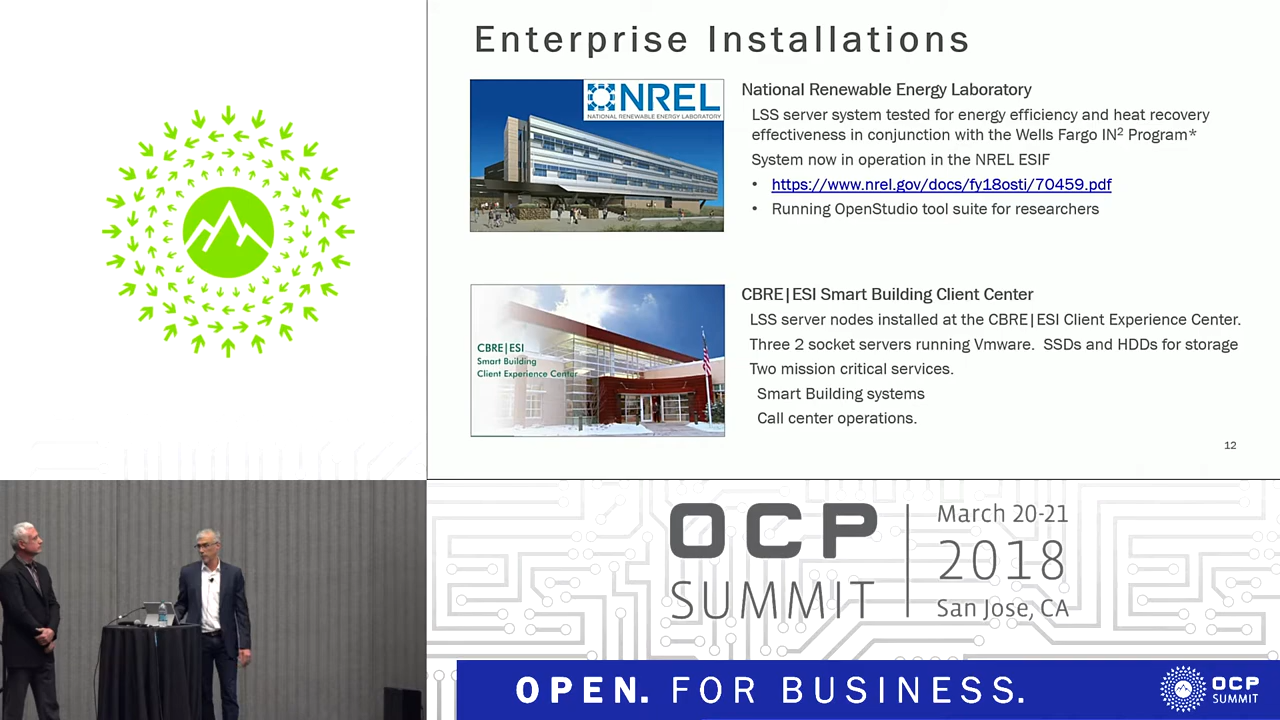 Enterprise Installations
NREL
NATIONAL RENEWABLE ENERGY LABORATORY
National Renewable Energy Laboratory
LSS server system tested for energy efficiency and heat recovery
effectiveness in conjunction with the Wells Fargo IN² Program*
System now in operation in the NREL ESIF
• https://www.nrel.gov/docs/fy18osti/70459.pdf
• Running OpenStudio tool suite for researchers
CBRE|ESI
Smart Building
Client Experience Center
CBRE|ESI Smart Building Client Center
LSS server nodes installed at the CBRE|ESI Client Experience Center.
Three 2 socket servers running Vmware. SSDs and HDDs for storage
Two mission critical services.
Smart Building systems
Call center operations.
12
OCP
SUMMIT
March 20-21
2018
San Jose, CA
OPEN. FOR BUSINESS.
OCP
SUMMIT